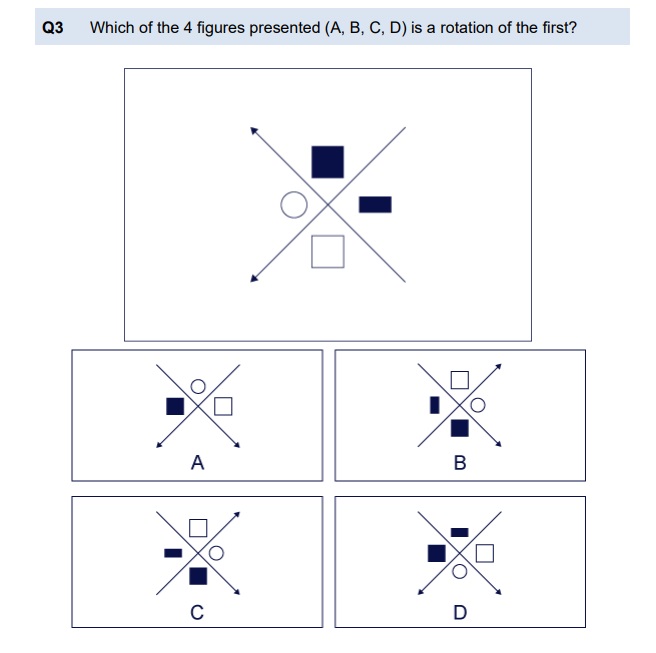 Q3 Which of the 4 figures presented (A, B, C, D) is a rotation of the first?
A
B
C
D